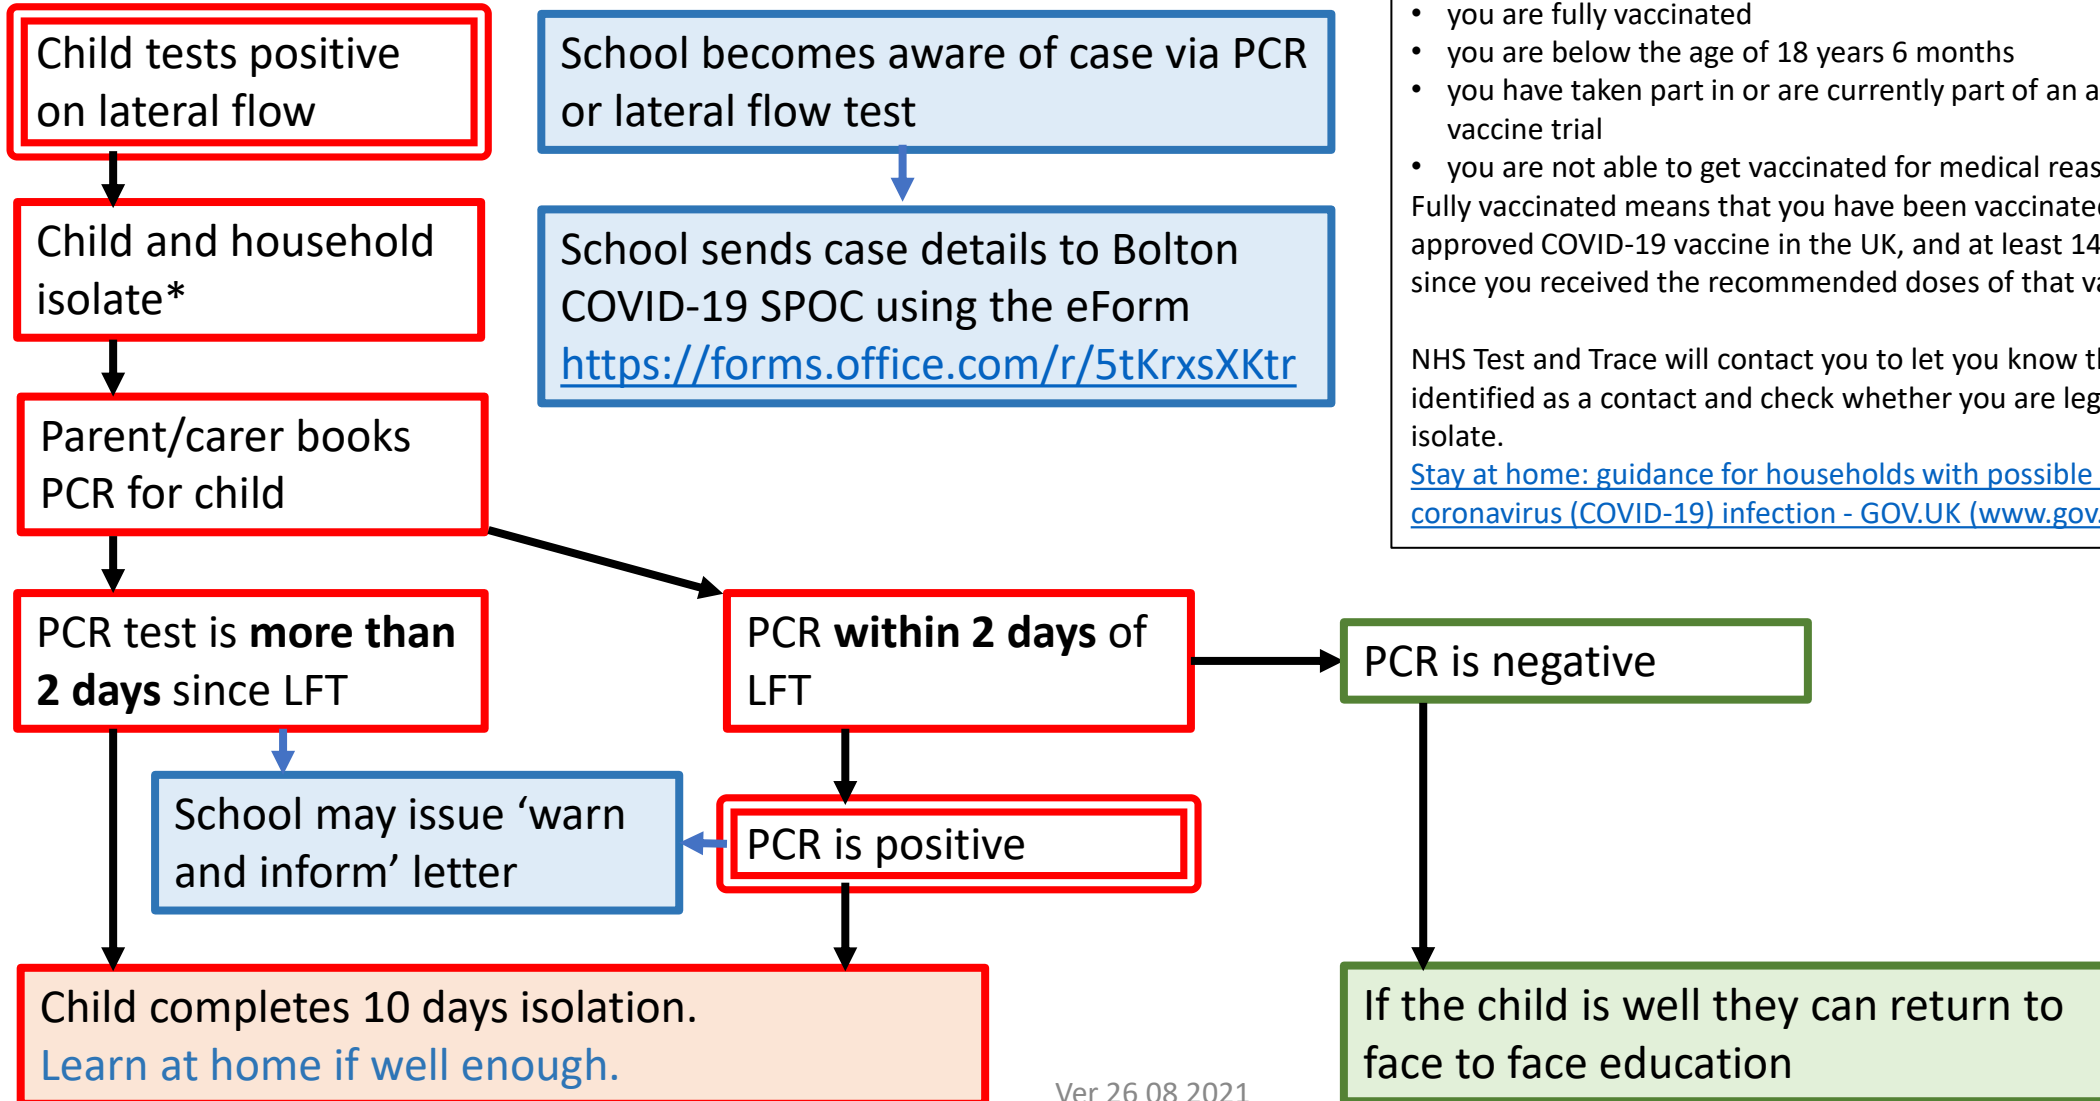 Child tests positive
on lateral flow
Child and household
isolate*
Parent/carer books
PCR for child
PCR test is more than
2 days since LFT
School may issue ‘warn
and inform’ letter
Child completes 10 days isolation.
Learn at home if well enough.
School becomes aware of case via PCR
or lateral flow test
School sends case details to Bolton
COVID-19 SPOC using the eForm
https://forms.office.com/r/5tKrxsXKtr
PCR within 2 days of
LFT
PCR is positive
PCR is negative
If the child is well they can return to
face to face education
• you are fully vaccinated
• you are below the age of 18 years 6 months
• you have taken part in or are currently part of an
vaccine trial
• you are not able to get vaccinated for medical
Fully vaccinated means that you have been
approved COVID-19 vaccine in the UK, and at least 14
since you received the recommended doses of that
NHS Test and Trace will contact you to let you know
identified as a contact and check whether you are
isolate.
Stay at home: guidance for households with possible
coronavirus (COVID-19) infection - GOV.UK (www.gov.
Ver 26 08 2021